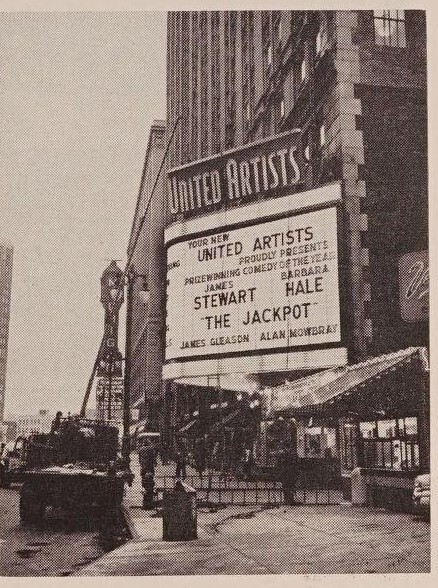 UNITED ARTISTS
YOUR NEW
UNITED ARTISTS
PROUDLY PRESENTS
PRIZEWINNING COMEDY OF THE YEAR
JAMES BARBARA
STEWART HALE
"THE JACKPOT"
JAMES GLEASON ALAN MOWBRAY